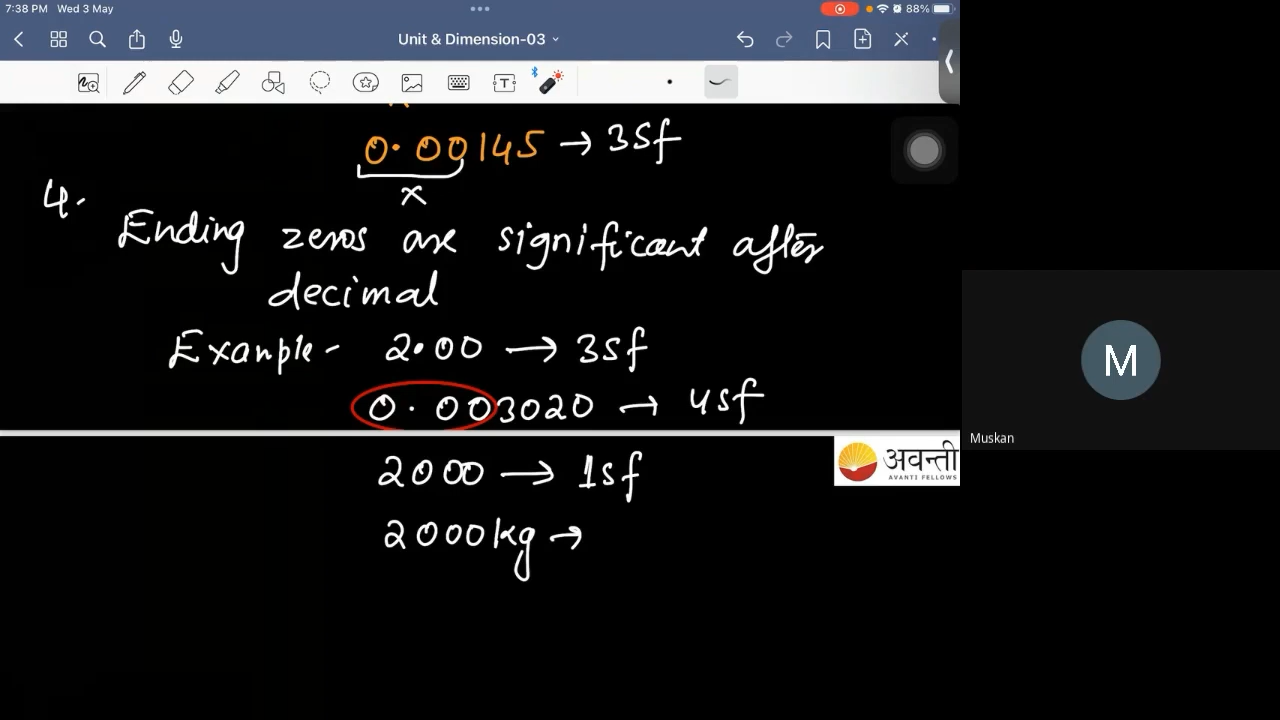 7:38 PM Wed 3 May
88%
Unit & Dimension-03
0.00145 → 3sf
x
4.
Ending zeros are significant after
decimal
Example - 2.00 → 3sf
0.003020 → 4sf
2000 → 1sf
2000kg →
अवन्ती
AVANTI FELLOWS
M
Muskan